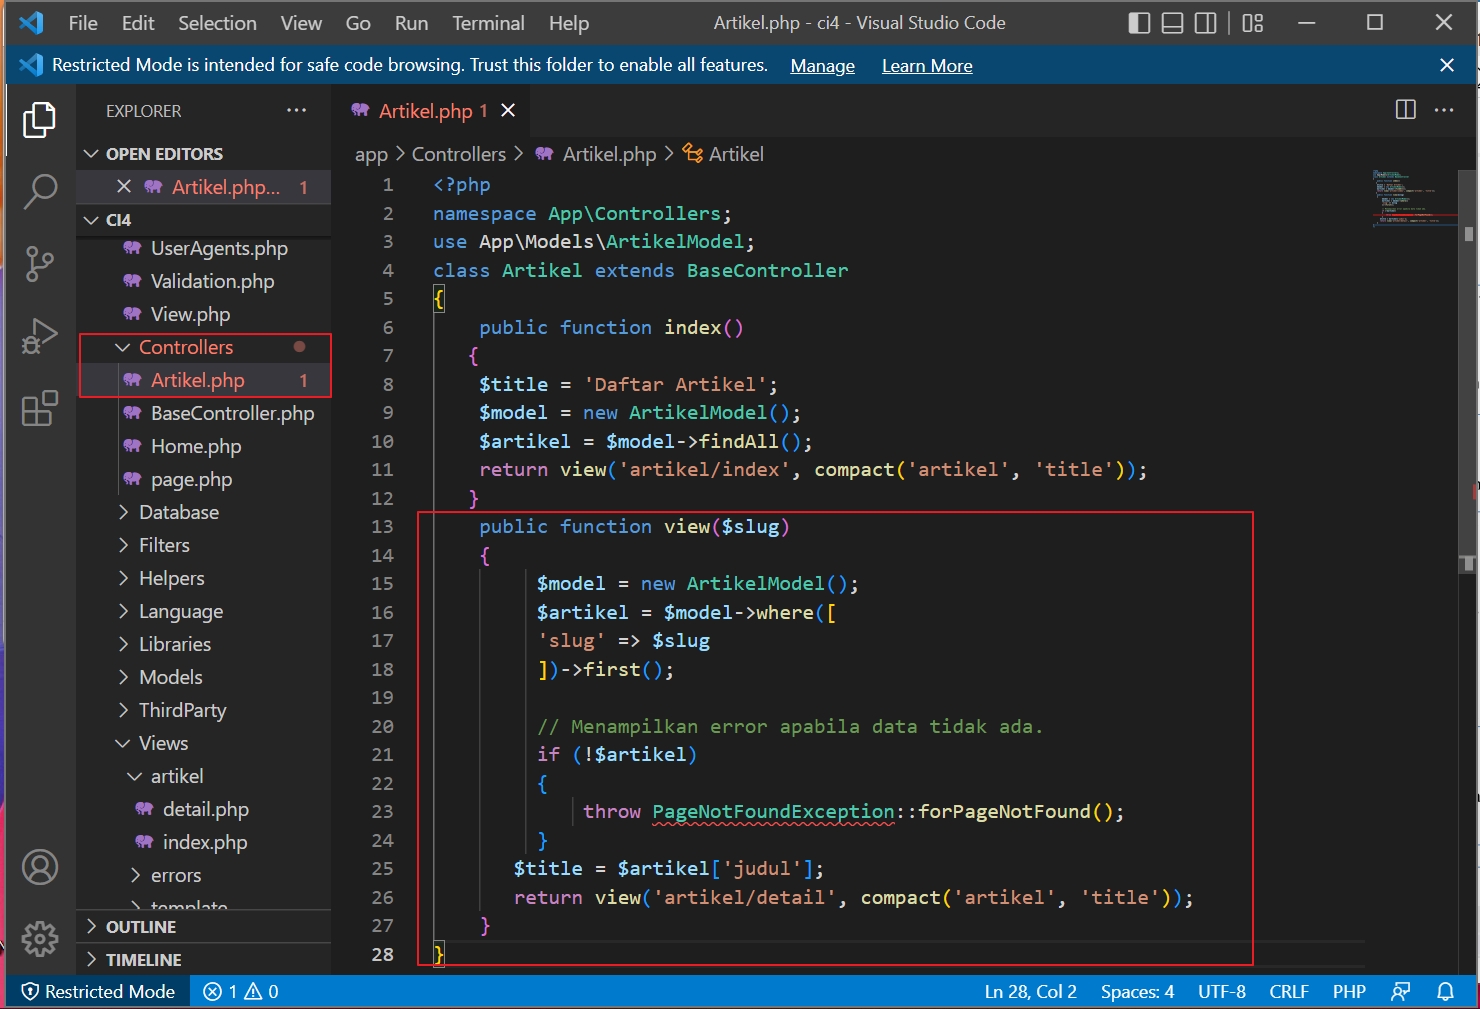 File Edit Selection View Go Run Terminal Help Artikel.php - ci4 - Visual Studio Code
Restricted Mode is intended for safe code browsing. Trust this folder to enable all features. Manage Learn More
EXPLORER
OPEN EDITORS
Artikel.php... 1
CI4
UserAgents.php
Validation.php
View.php
Controllers
Artikel.php 1
BaseController.php
Home.php
page.php
Database
Filters
Helpers
Language
Libraries
Models
ThirdParty
Views
artikel
detail.php
index.php
errors
template
OUTLINE
TIMELINE
Artikel.php 1
app > Controllers > Artikel.php > Artikel
1 <?php
2 namespace App\Controllers;
3 use App\Models\ArtikelModel;
4 class Artikel extends BaseController
5 {
6 public function index()
7 {
8 $title = 'Daftar Artikel';
9 $model = new ArtikelModel();
10 $artikel = $model->findAll();
11 return view('artikel/index', compact('artikel', 'title'));
12 }
13 public function view($slug)
14 {
15 $model = new ArtikelModel();
16 $artikel = $model->where([
17 'slug' => $slug
18 ])->first();
19
20 // Menampilkan error apabila data tidak ada.
21 if (!$artikel)
22 {
23 throw PageNotFoundException::forPageNotFound();
24 }
25 $title = $artikel['judul'];
26 return view('artikel/detail', compact('artikel', 'title'));
27 }
28 }
Restricted Mode 1 0 Ln 28, Col 2 Spaces: 4 UTF-8 CRLF PHP